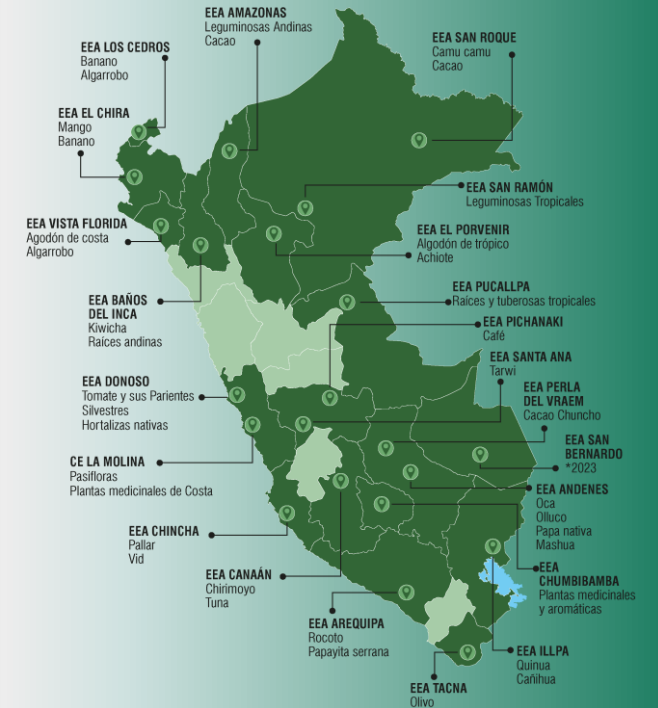 EEA AMAZONAS
Leguminosas Andinas
Cacao
EEA LOS CEDROS
Banano
Algarrobo
EEA SAN ROQUE
Camu camu
Cacao
EEA EL CHIRA
Mango
Banano
EEA SAN RAMÓN
Leguminosas Tropicales
EEA VISTA FLORIDA
Agodón de costa
Algarrobo
EEA EL PORVENIR
Algodón de trópico
Achiote
EEA PUCALLPA
Raíces y tuberosas tropicales
EEA BAÑOS
DEL INCA
Kiwicha
Raíces andinas
EEA PICHANAKI
Café
EEA SANTA ANA
Tarwi
EEA DONOSO
Tomate y sus Parientes
Silvestres
Hortalizas nativas
EEA PERLA
DEL VRAEM
Cacao Chuncho
EEA SAN
BERNARDO
*2023
CE LA MOLINA
Pasifloras
Plantas medicinales de Costa
EEA ANDENES
Oca
Olluco
Papa nativa
Mashua
EEA CHINCHA
Pallar
Vid
EEA CANAÁN
Chirimoyo
Tuna
EEA
CHUMBIBAMBA
Plantas medicinales
y aromáticas
EEA AREQUIPA
Rocoto
Papayita serrana
EEA ILLPA
Quinua
Cañihua
EEA TACNA
Olivo